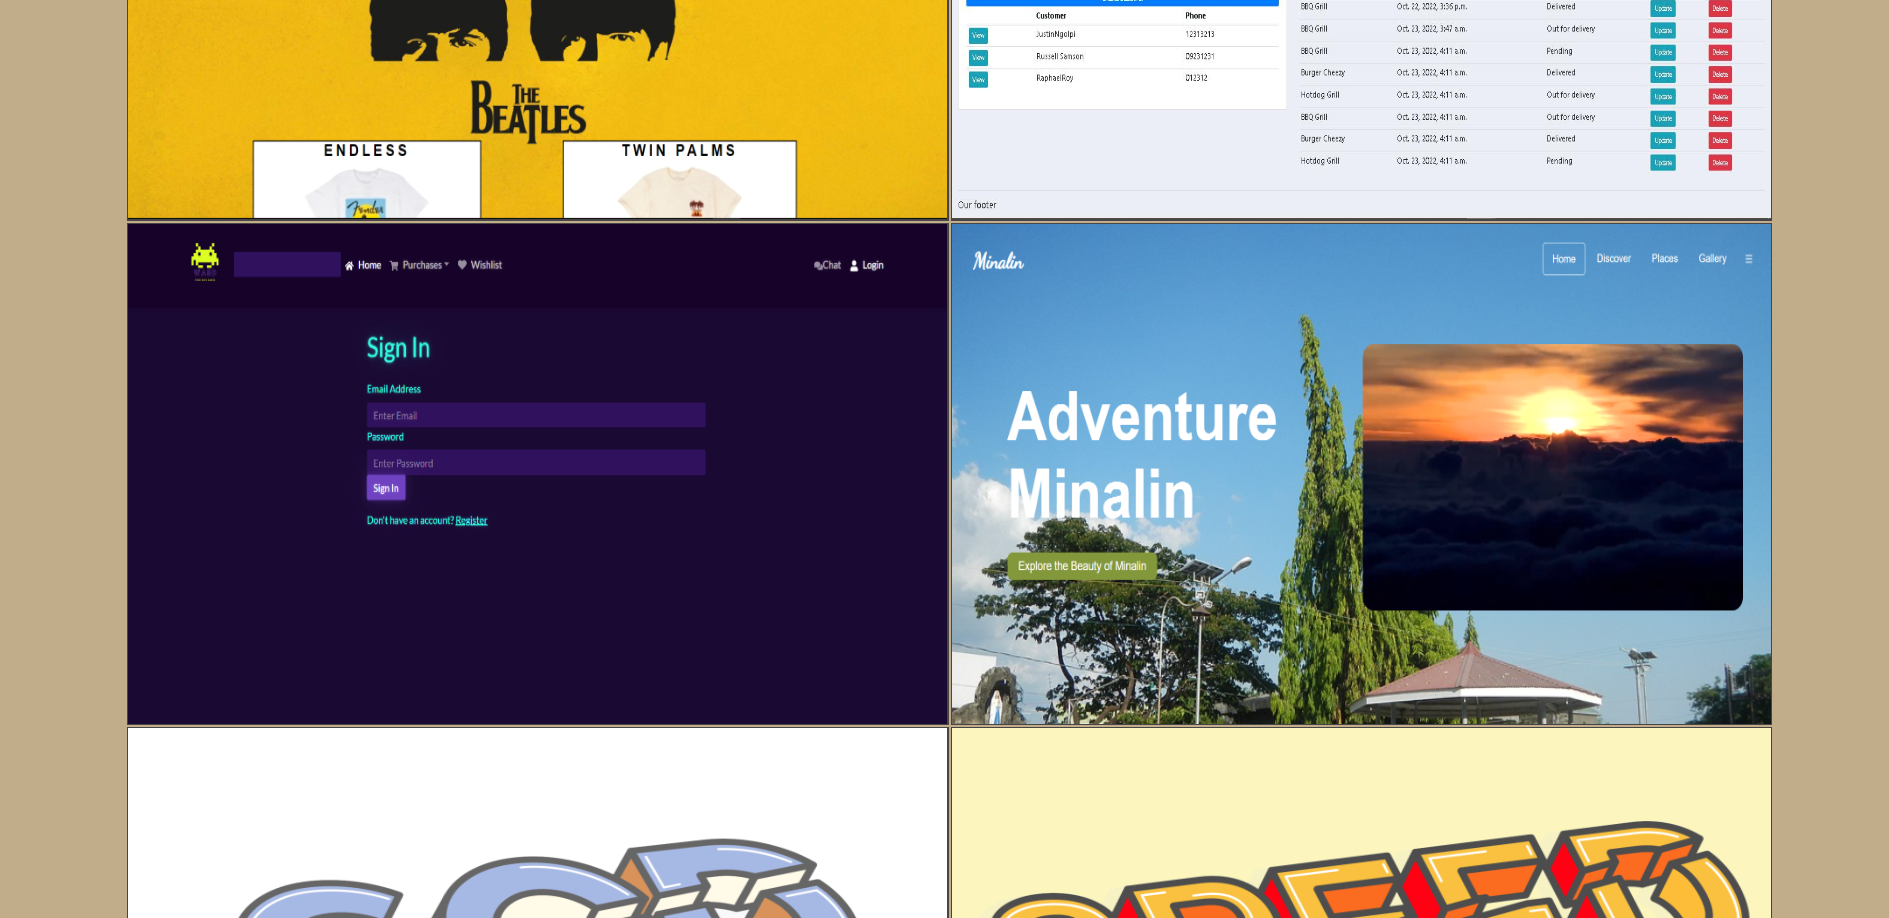 THE
BEATLES
ENDLESS
TWIN PALMS
Fender
Customer Phone
View JustinNgolpi 12313213
View Russell Samson 09231231
View RaphaelRoy 012312
BBQ Grill Oct. 22, 2022, 3:36 p.m. Delivered Update Delete
BBQ Grill Oct. 23, 2022, 3:47 a.m. Out for delivery Update Delete
BBQ Grill Oct. 23, 2022, 4:11 a.m. Pending Update Delete
Burger Cheezy Oct. 23, 2022, 4:11 a.m. Delivered Update Delete
Hotdog Grill Oct. 23, 2022, 4:11 a.m. Out for delivery Update Delete
BBQ Grill Oct. 23, 2022, 4:11 a.m. Out for delivery Update Delete
Burger Cheezy Oct. 23, 2022, 4:11 a.m. Delivered Update Delete
Hotdog Grill Oct. 23, 2022, 4:11 a.m. Pending Update Delete
Our footer
Home Purchases Wishlist Chat Login
Sign In
Email Address
Enter Email
Password
Enter Password
Sign In
Don't have an account? Register
Minalin Home Discover Places Gallery
Adventure
Minalin
Explore the Beauty of Minalin